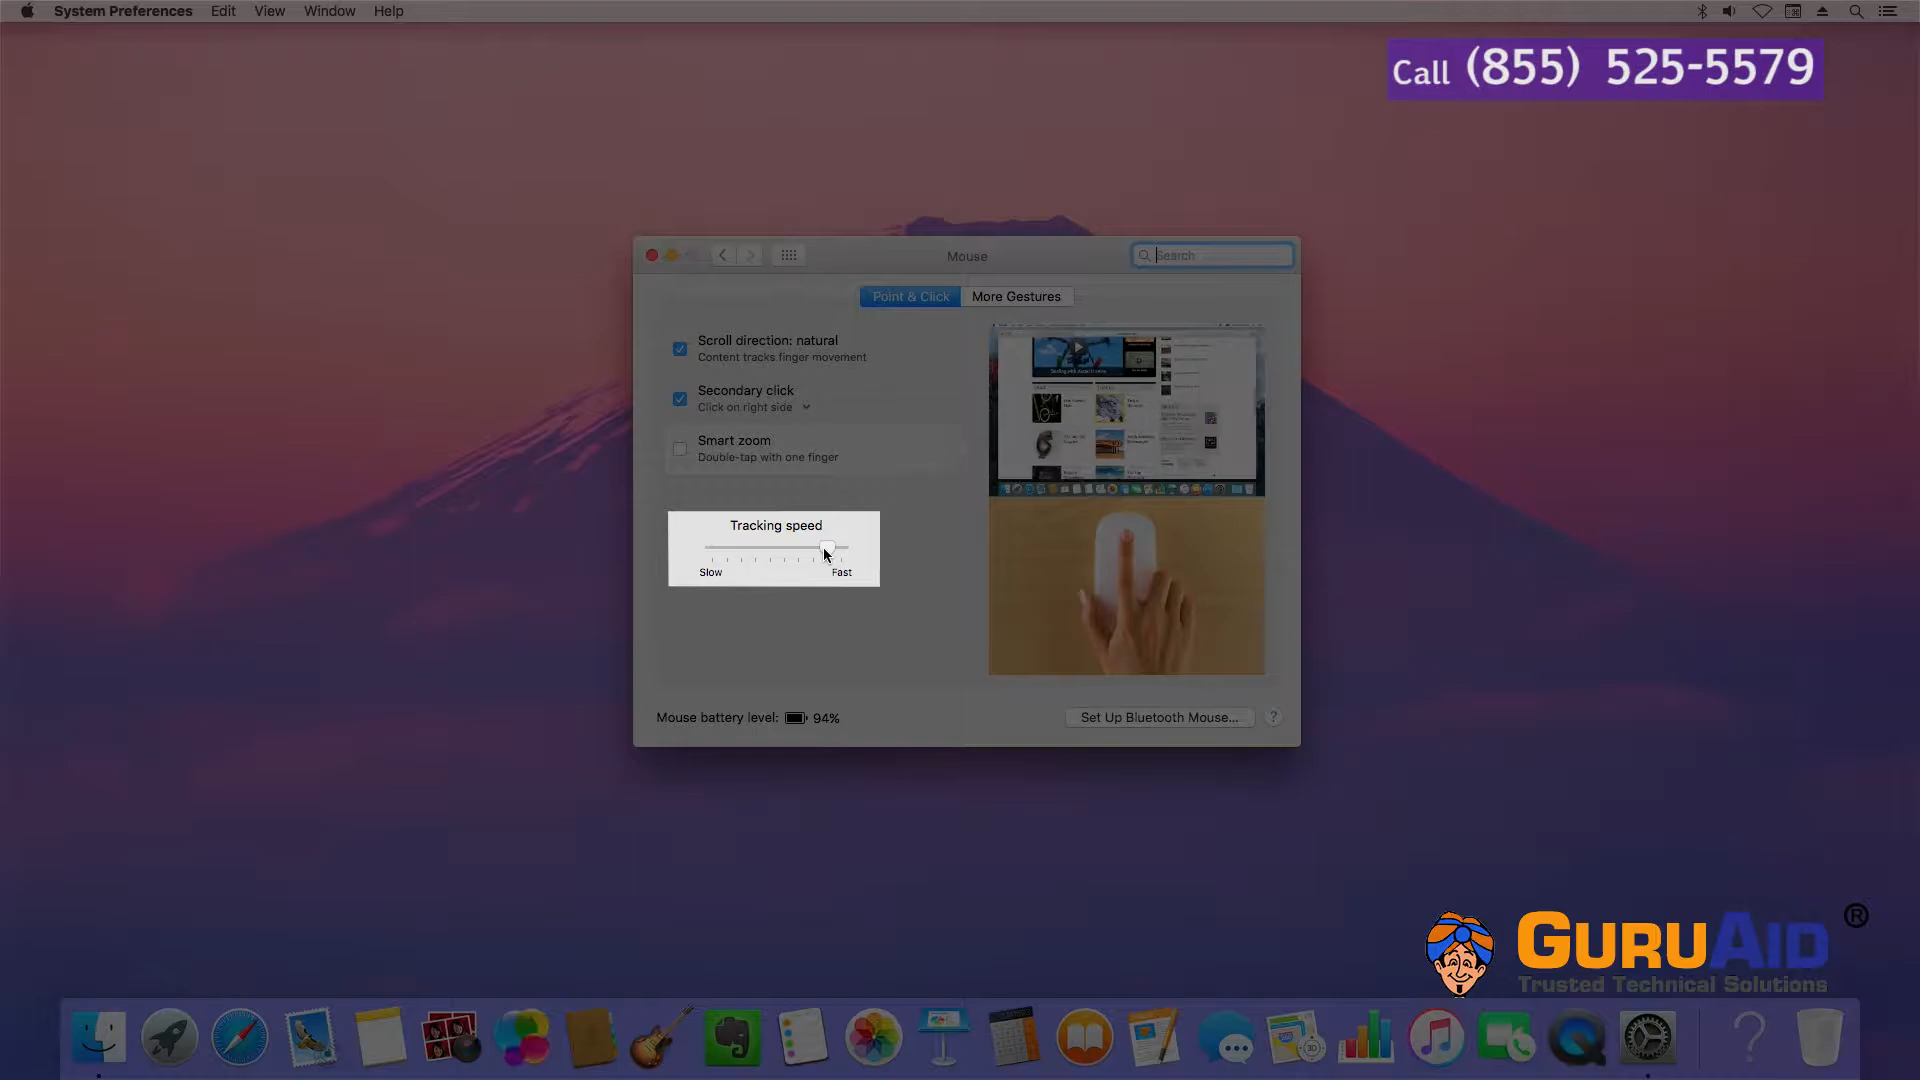 System Preferences Edit View Window Help
Call (855) 525-5579
Mouse
Search
Point & Click
More Gestures
Scroll direction: natural
Content tracks finger movement
Secondary click
Click on right side
Smart zoom
Double-tap with one finger
Tracking speed
Slow
Fast
Mouse battery level: 94%
Set Up Bluetooth Mouse...
?
GURUAID ®
Trusted Technical Solutions